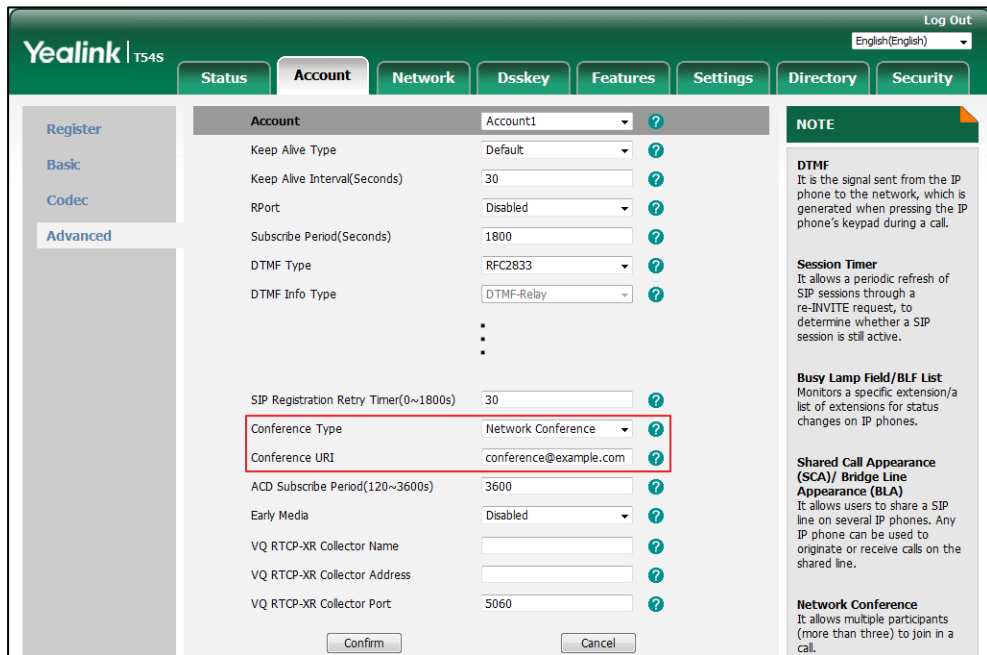 Log Out
Yealink T54S
English(English)
Status Account Network Dsskey Features Settings Directory Security
Register
Basic
Codec
Advanced
Account Account1
Keep Alive Type Default
Keep Alive Interval(Seconds) 30
RPort Disabled
Subscribe Period(Seconds) 1800
DTMF Type RFC2833
DTMF Info Type DTMF-Relay
SIP Registration Retry Timer(0~1800s) 30
Conference Type Network Conference
Conference URI conference@example.com
ACD Subscribe Period(120~3600s) 3600
Early Media Disabled
VQ RTCP-XR Collector Name
VQ RTCP-XR Collector Address
VQ RTCP-XR Collector Port 5060
Confirm Cancel
NOTE
DTMF
It is the signal sent from the IP
phone to the network, which is
generated when pressing the IP
phone's keypad during a call.
Session Timer
It allows a periodic refresh of
SIP sessions through a
re-INVITE request, to
determine whether a SIP
session is still active.
Busy Lamp Field/BLF List
Monitors a specific extension/a
list of extensions for status
changes on IP phones.
Shared Call Appearance
(SCA)/ Bridge Line
Appearance (BLA)
It allows users to share a SIP
line on several IP phones. Any
IP phone can be used to
originate or receive calls on the
shared line.
Network Conference
It allows multiple participants
(more than three) to join in a
call.